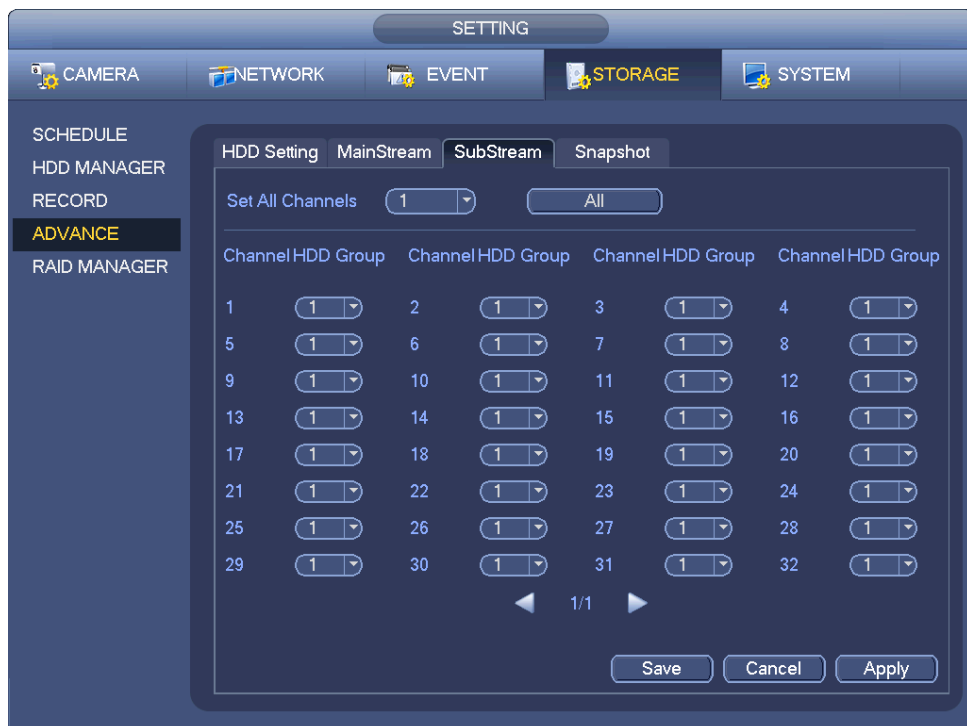 SETTING
CAMERA NETWORK EVENT STORAGE SYSTEM
SCHEDULE
HDD MANAGER
RECORD
ADVANCE
RAID MANAGER
HDD Setting MainStream SubStream Snapshot
Set All Channels 1 All
Channel HDD Group Channel HDD Group Channel HDD Group Channel HDD Group
1 1 2 1 3 1 4 1
5 1 6 1 7 1 8 1
9 1 10 1 11 1 12 1
13 1 14 1 15 1 16 1
17 1 18 1 19 1 20 1
21 1 22 1 23 1 24 1
25 1 26 1 27 1 28 1
29 1 30 1 31 1 32 1
1/1
Save Cancel Apply